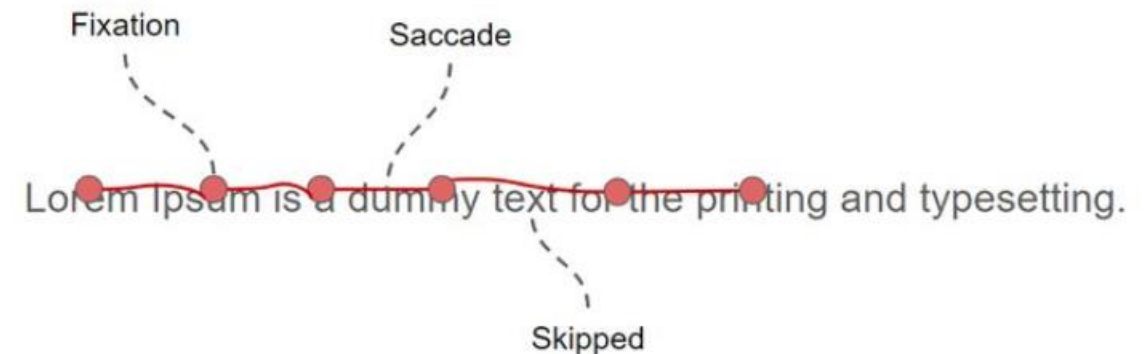 Fixation
Saccade
Lorem Ipsum is a dummy text for the printing and typesetting.
Skipped